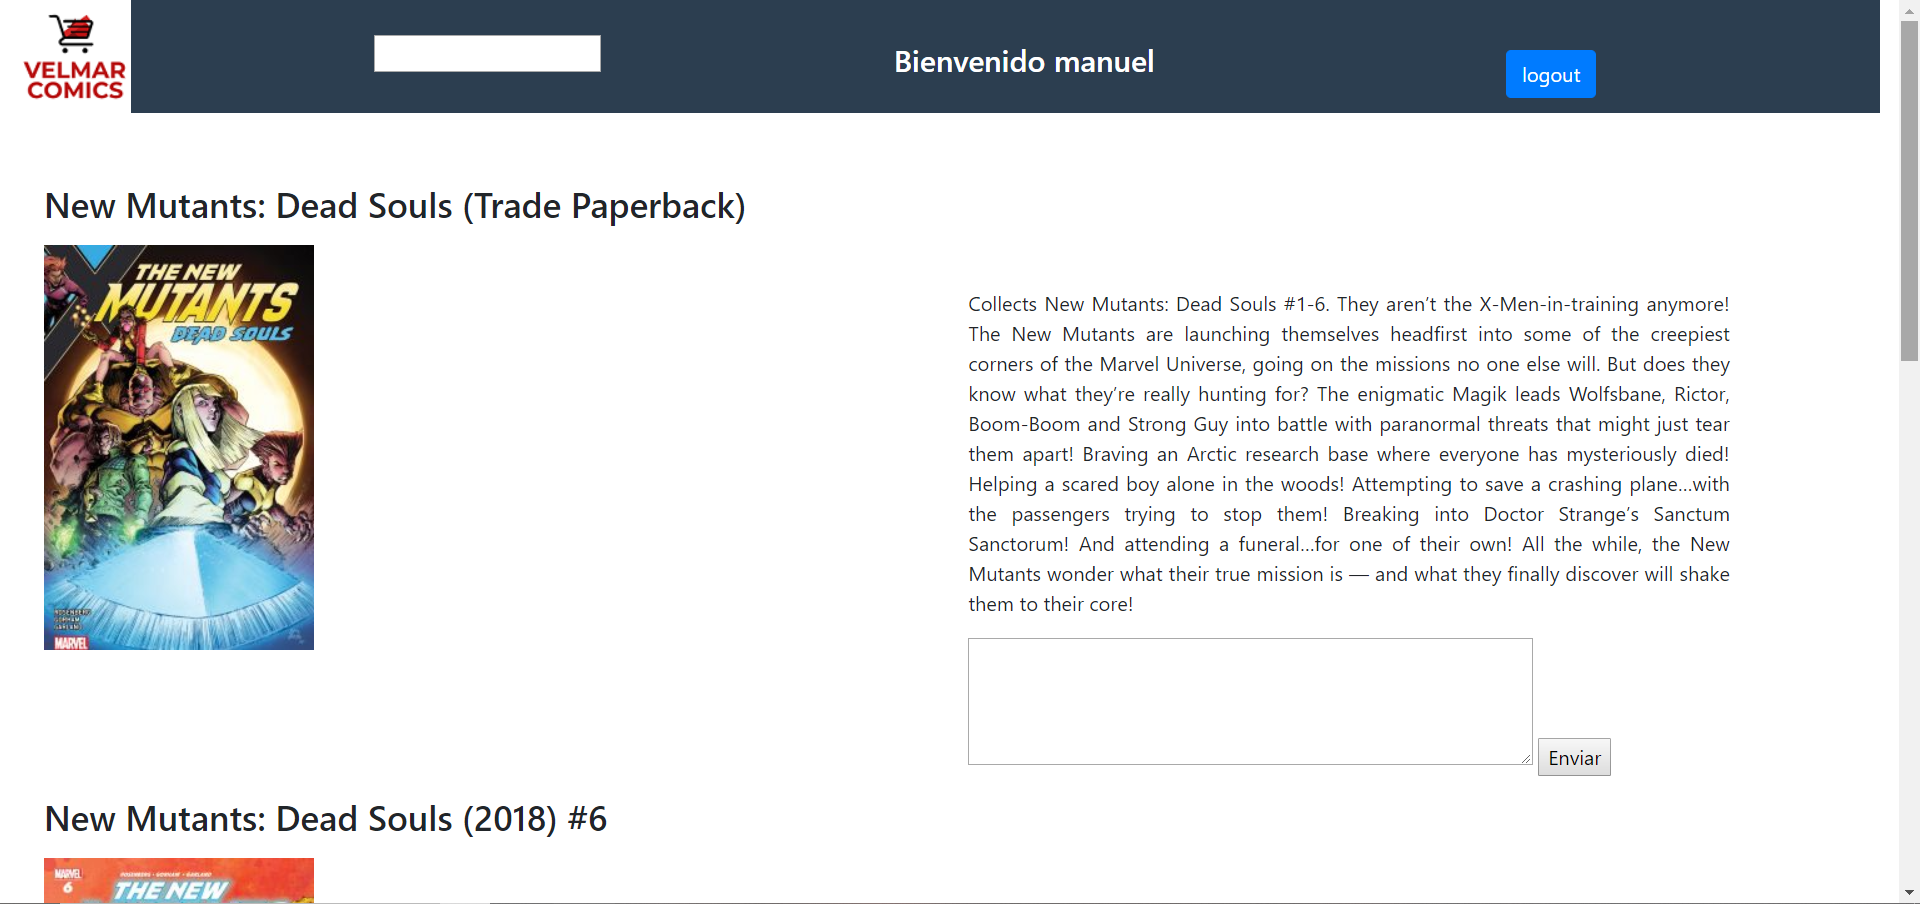 VELMAR
COMICS
Bienvenido manuel
logout
New Mutants: Dead Souls (Trade Paperback)
THE NEW
MUTANTS
DEAD SOULS
ROSENBERG
GORHAM
GARLAND
MARVEL
Collects New Mutants: Dead Souls #1-6. They aren’t the X-Men-in-training anymore!
The New Mutants are launching themselves headfirst into some of the creepiest
corners of the Marvel Universe, going on the missions no one else will. But does they
know what they’re really hunting for? The enigmatic Magik leads Wolfsbane, Rictor,
Boom-Boom and Strong Guy into battle with paranormal threats that might just tear
them apart! Braving an Arctic research base where everyone has mysteriously died!
Helping a scared boy alone in the woods! Attempting to save a crashing plane…with
the passengers trying to stop them! Breaking into Doctor Strange’s Sanctum
Sanctorum! And attending a funeral…for one of their own! All the while, the New
Mutants wonder what their true mission is — and what they finally discover will shake
them to their core!
Enviar
New Mutants: Dead Souls (2018) #6
MARVEL
6
ROSENBERG • GORHAM • GARLAND
THE NEW